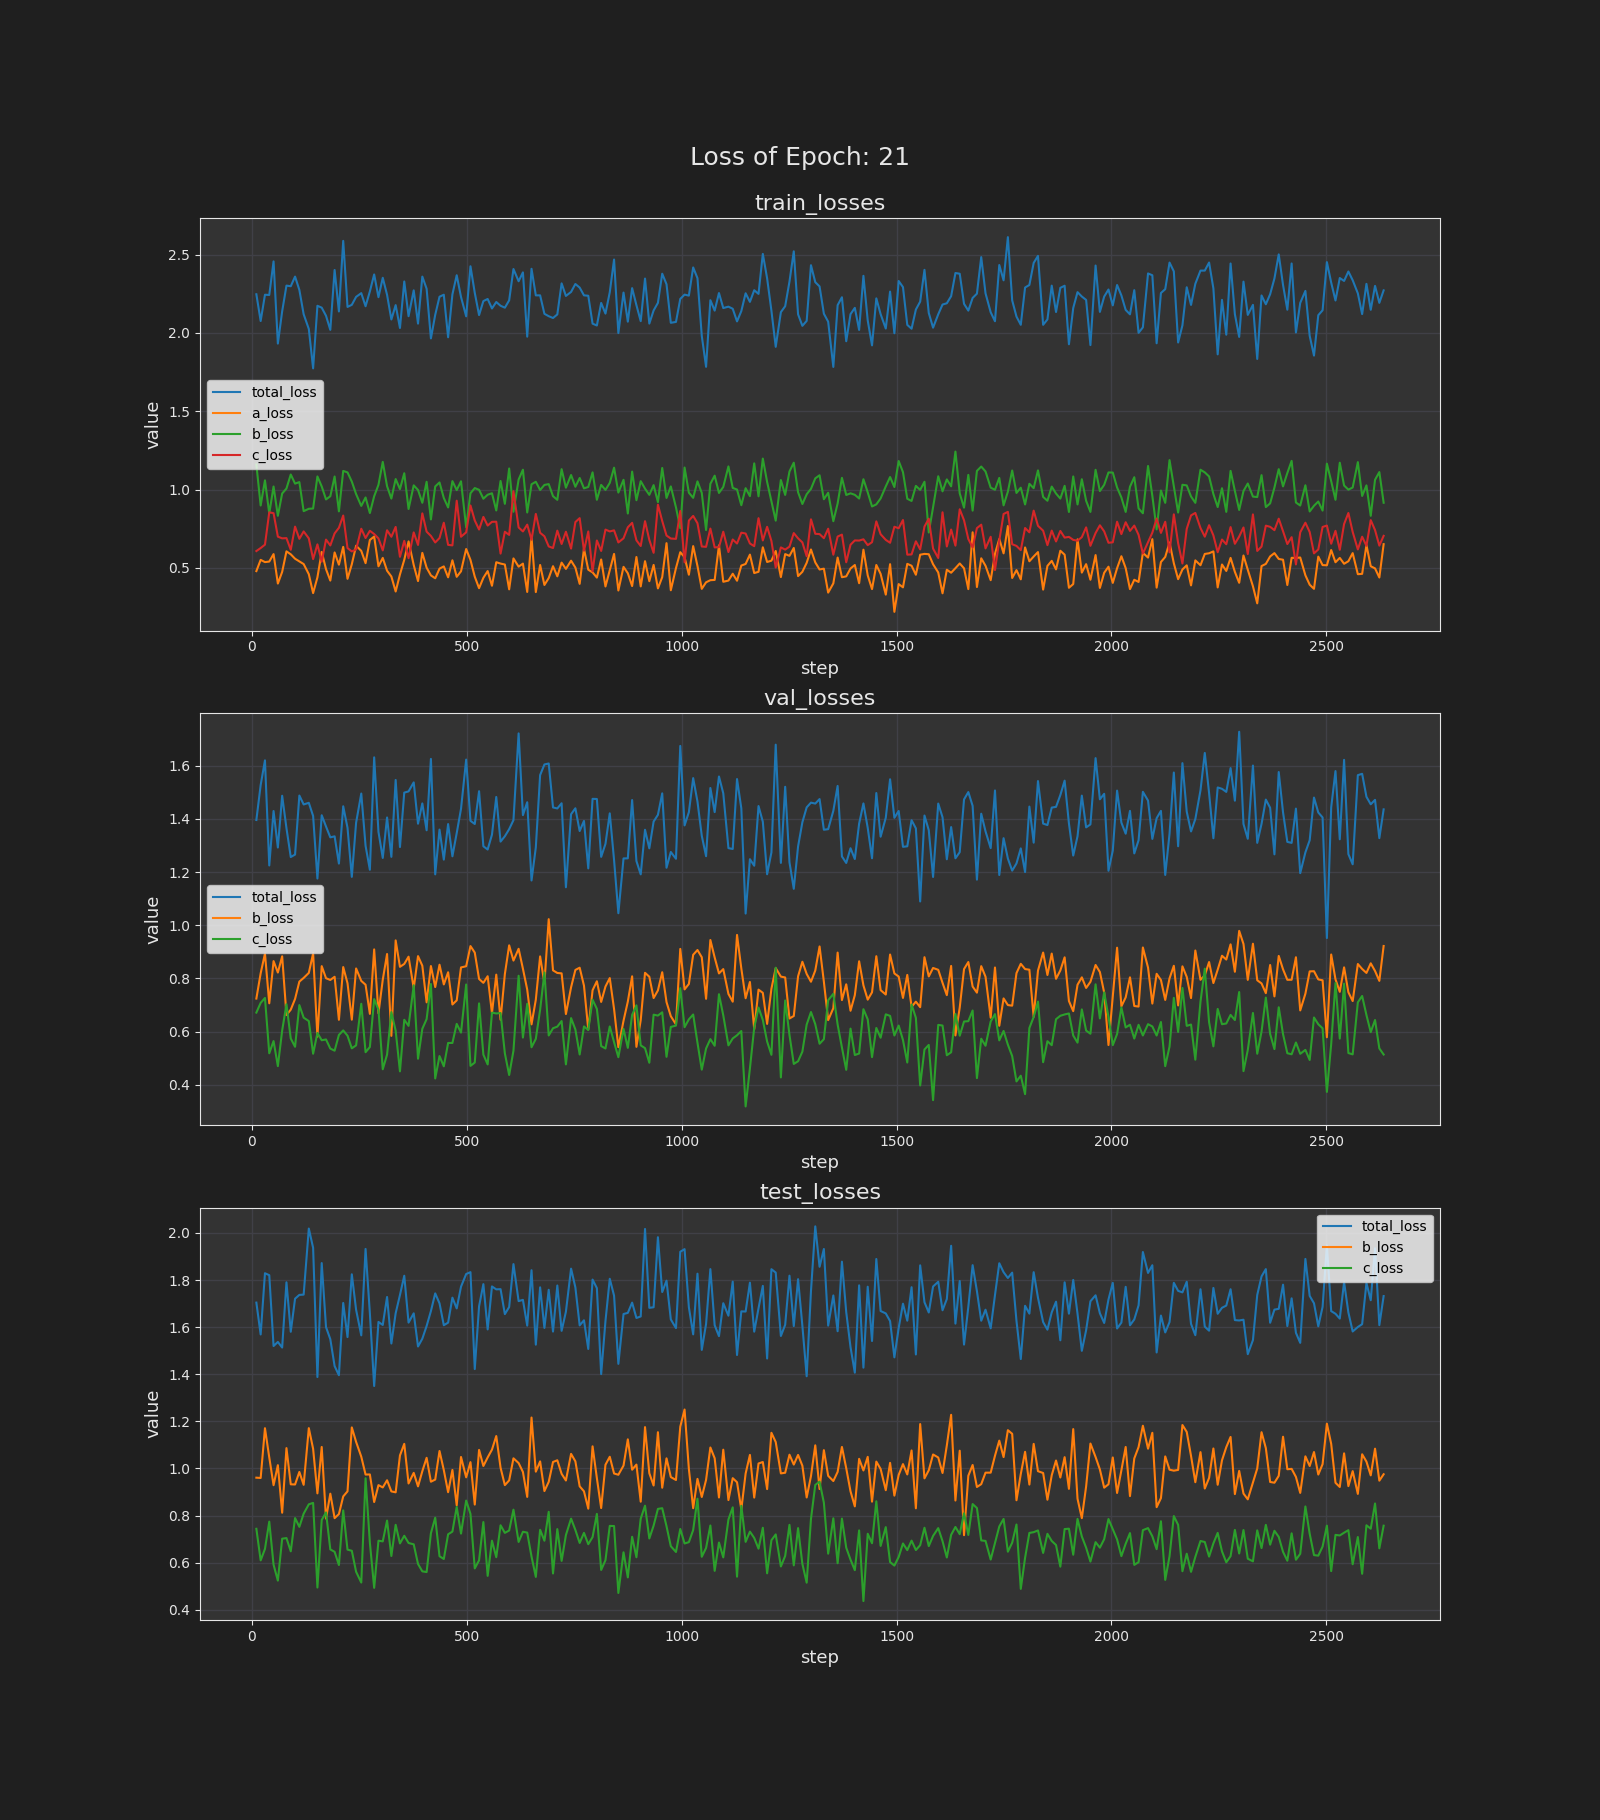 Loss of Epoch: 21
train_losses
2.5
2.0
1.5
1.0
0.5
value
total_loss
a_loss
b_loss
c_loss
0 500 1000 1500 2000 2500
step
val_losses
1.6
1.4
1.2
1.0
0.8
0.6
0.4
value
total_loss
b_loss
c_loss
0 500 1000 1500 2000 2500
step
test_losses
2.0
1.8
1.6
1.4
1.2
1.0
0.8
0.6
0.4
value
total_loss
b_loss
c_loss
0 500 1000 1500 2000 2500
step